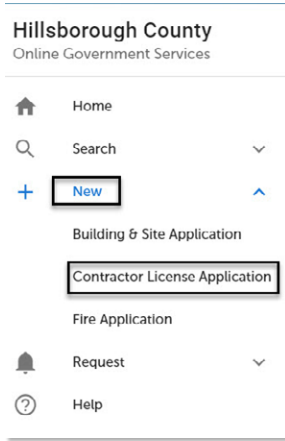 Hillsborough County
Online Government Services
Home
Search
New
Building & Site Application
Contractor License Application
Fire Application
Request
Help